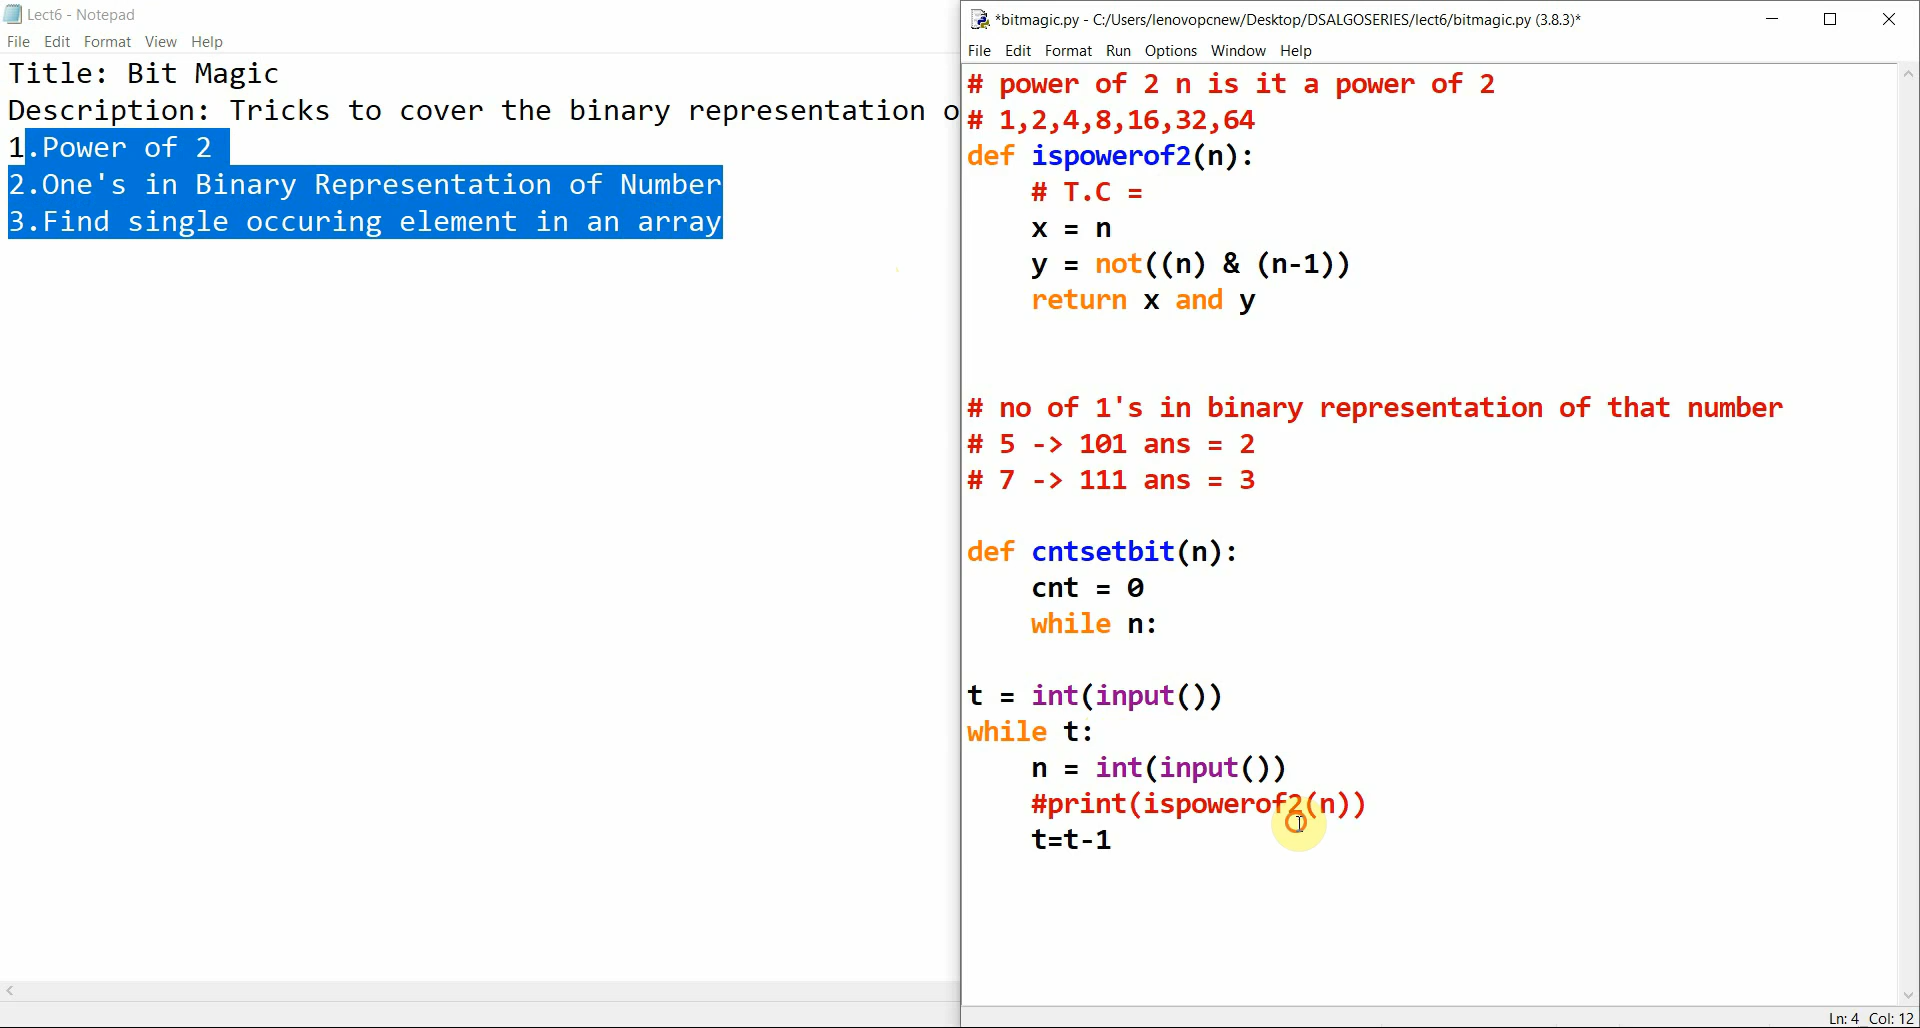 Lect6 - Notepad
File Edit Format View Help
Title: Bit Magic
Description: Tricks to cover the binary representation o
1.Power of 2
2.One's in Binary Representation of Number
3.Find single occuring element in an array
*bitmagic.py - C:/Users/lenovopcnew/Desktop/DSALGOSERIES/lect6/bitmagic.py (3.8.3)*
File Edit Format Run Options Window Help
# power of 2 n is it a power of 2
# 1,2,4,8,16,32,64
def ispowerof2(n):
    # T.C =
    x = n
    y = not((n) & (n-1))
    return x and y
# no of 1's in binary representation of that number
# 5 -> 101 ans = 2
# 7 -> 111 ans = 3
def cntsetbit(n):
    cnt = 0
    while n:
t = int(input())
while t:
    n = int(input())
    #print(ispowerof2(n))
    t=t-1
Ln: 4 Col: 12